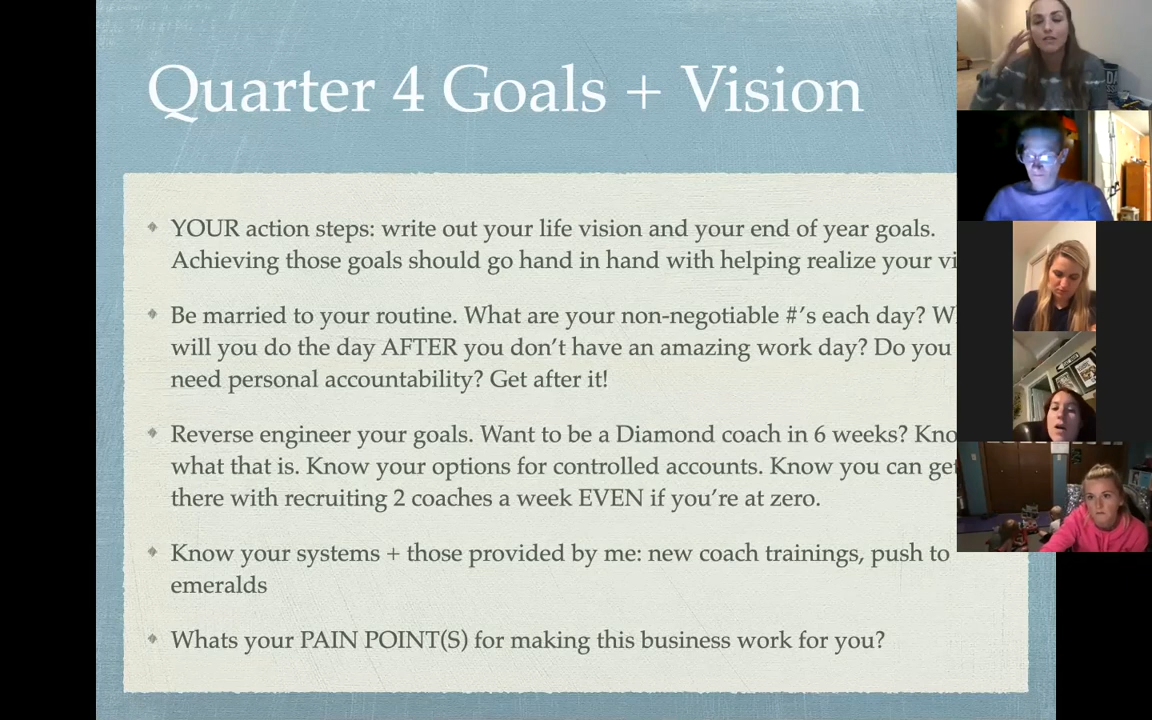 Quarter 4 Goals + Vision
YOUR action steps: write out your life vision and your end of year goals.
Achieving those goals should go hand in hand with helping realize your
Be married to your routine. What are your non-negotiable #’s each day?
will you do the day AFTER you don’t have an amazing work day? Do you
need personal accountability? Get after it!
Reverse engineer your goals. Want to be a Diamond coach in 6 weeks?
what that is. Know your options for controlled accounts. Know you can get
there with recruiting 2 coaches a week EVEN if you’re at zero.
Know your systems + those provided by me: new coach trainings, push to
emeralds
Whats your PAIN POINT(S) for making this business work for you?